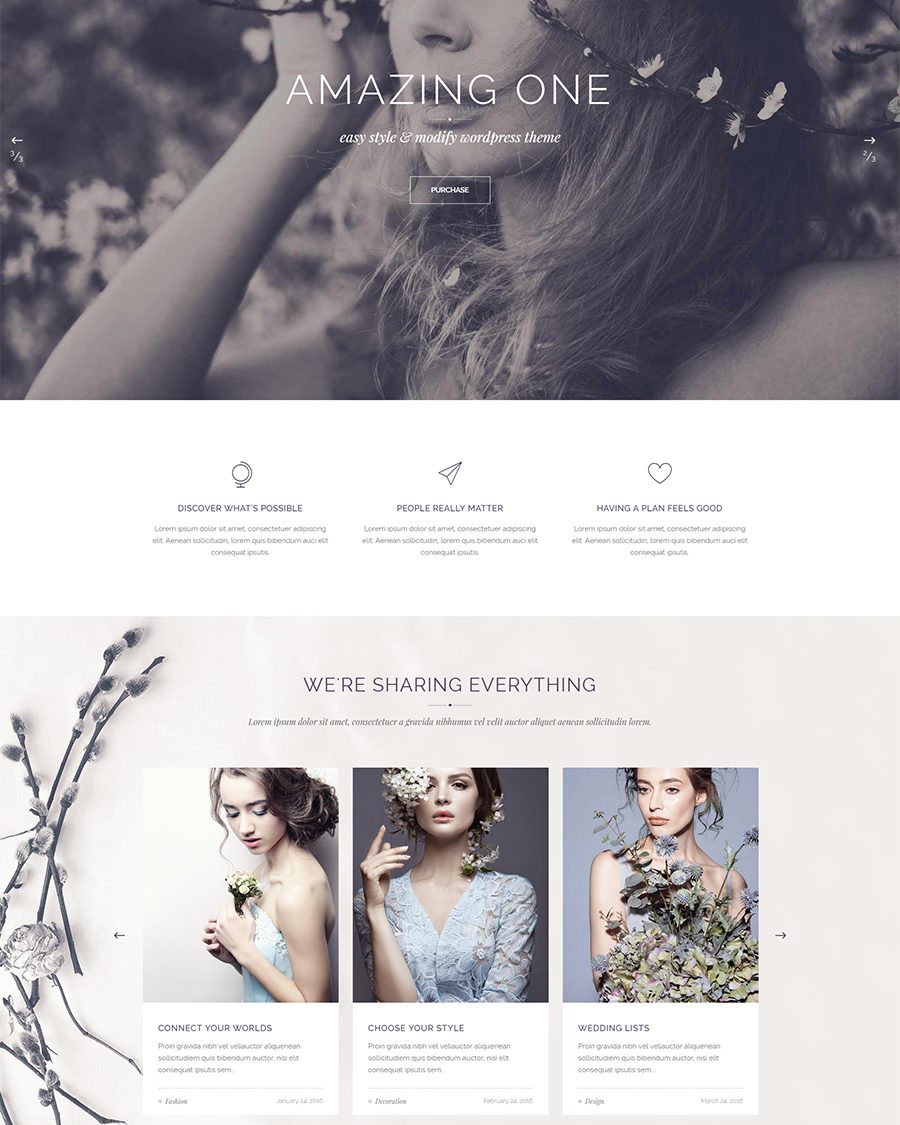 AMAZING ONE
easy style & modify wordpress theme
3/3
2/3
PURCHASE
DISCOVER WHAT'S POSSIBLE
Lorem ipsum dolor sit amet, consectetuer adipiscing
elit. Aenean sollicitudin, lorem quis bibendum auci elit
consequat ipsutis.
PEOPLE REALLY MATTER
Lorem ipsum dolor sit amet, consectetuer adipiscing
elit. Aenean sollicitudin, lorem quis bibendum auci elit
consequat ipsutis.
HAVING A PLAN FEELS GOOD
Lorem ipsum dolor sit amet, consectetuer adipiscing
elit. Aenean sollicitudin, lorem quis bibendum auci elit
consequat ipsutis.
WE'RE SHARING EVERYTHING
Lorem ipsum dolor sit amet, consectetuer a gravida nibhumus vel velit auctor aliquet aenean sollicitudin lorem.
CONNECT YOUR WORLDS
Proin gravida nibh vel veliauctor aliquenean
sollicitudiem quis bibendum auctor, nisi elit
consequat ipsutis sem...
Fashion
January 24, 2016
CHOOSE YOUR STYLE
Proin gravida nibh vel veliauctor aliquenean
sollicitudiem quis bibendum auctor, nisi elit
consequat ipsutis sem...
Decoration
February 24, 2016
WEDDING LISTS
Proin gravida nibh vel veliauctor aliquenean
sollicitudiem quis bibendum auctor, nisi elit
consequat ipsutis sem...
Design
March 24, 2016